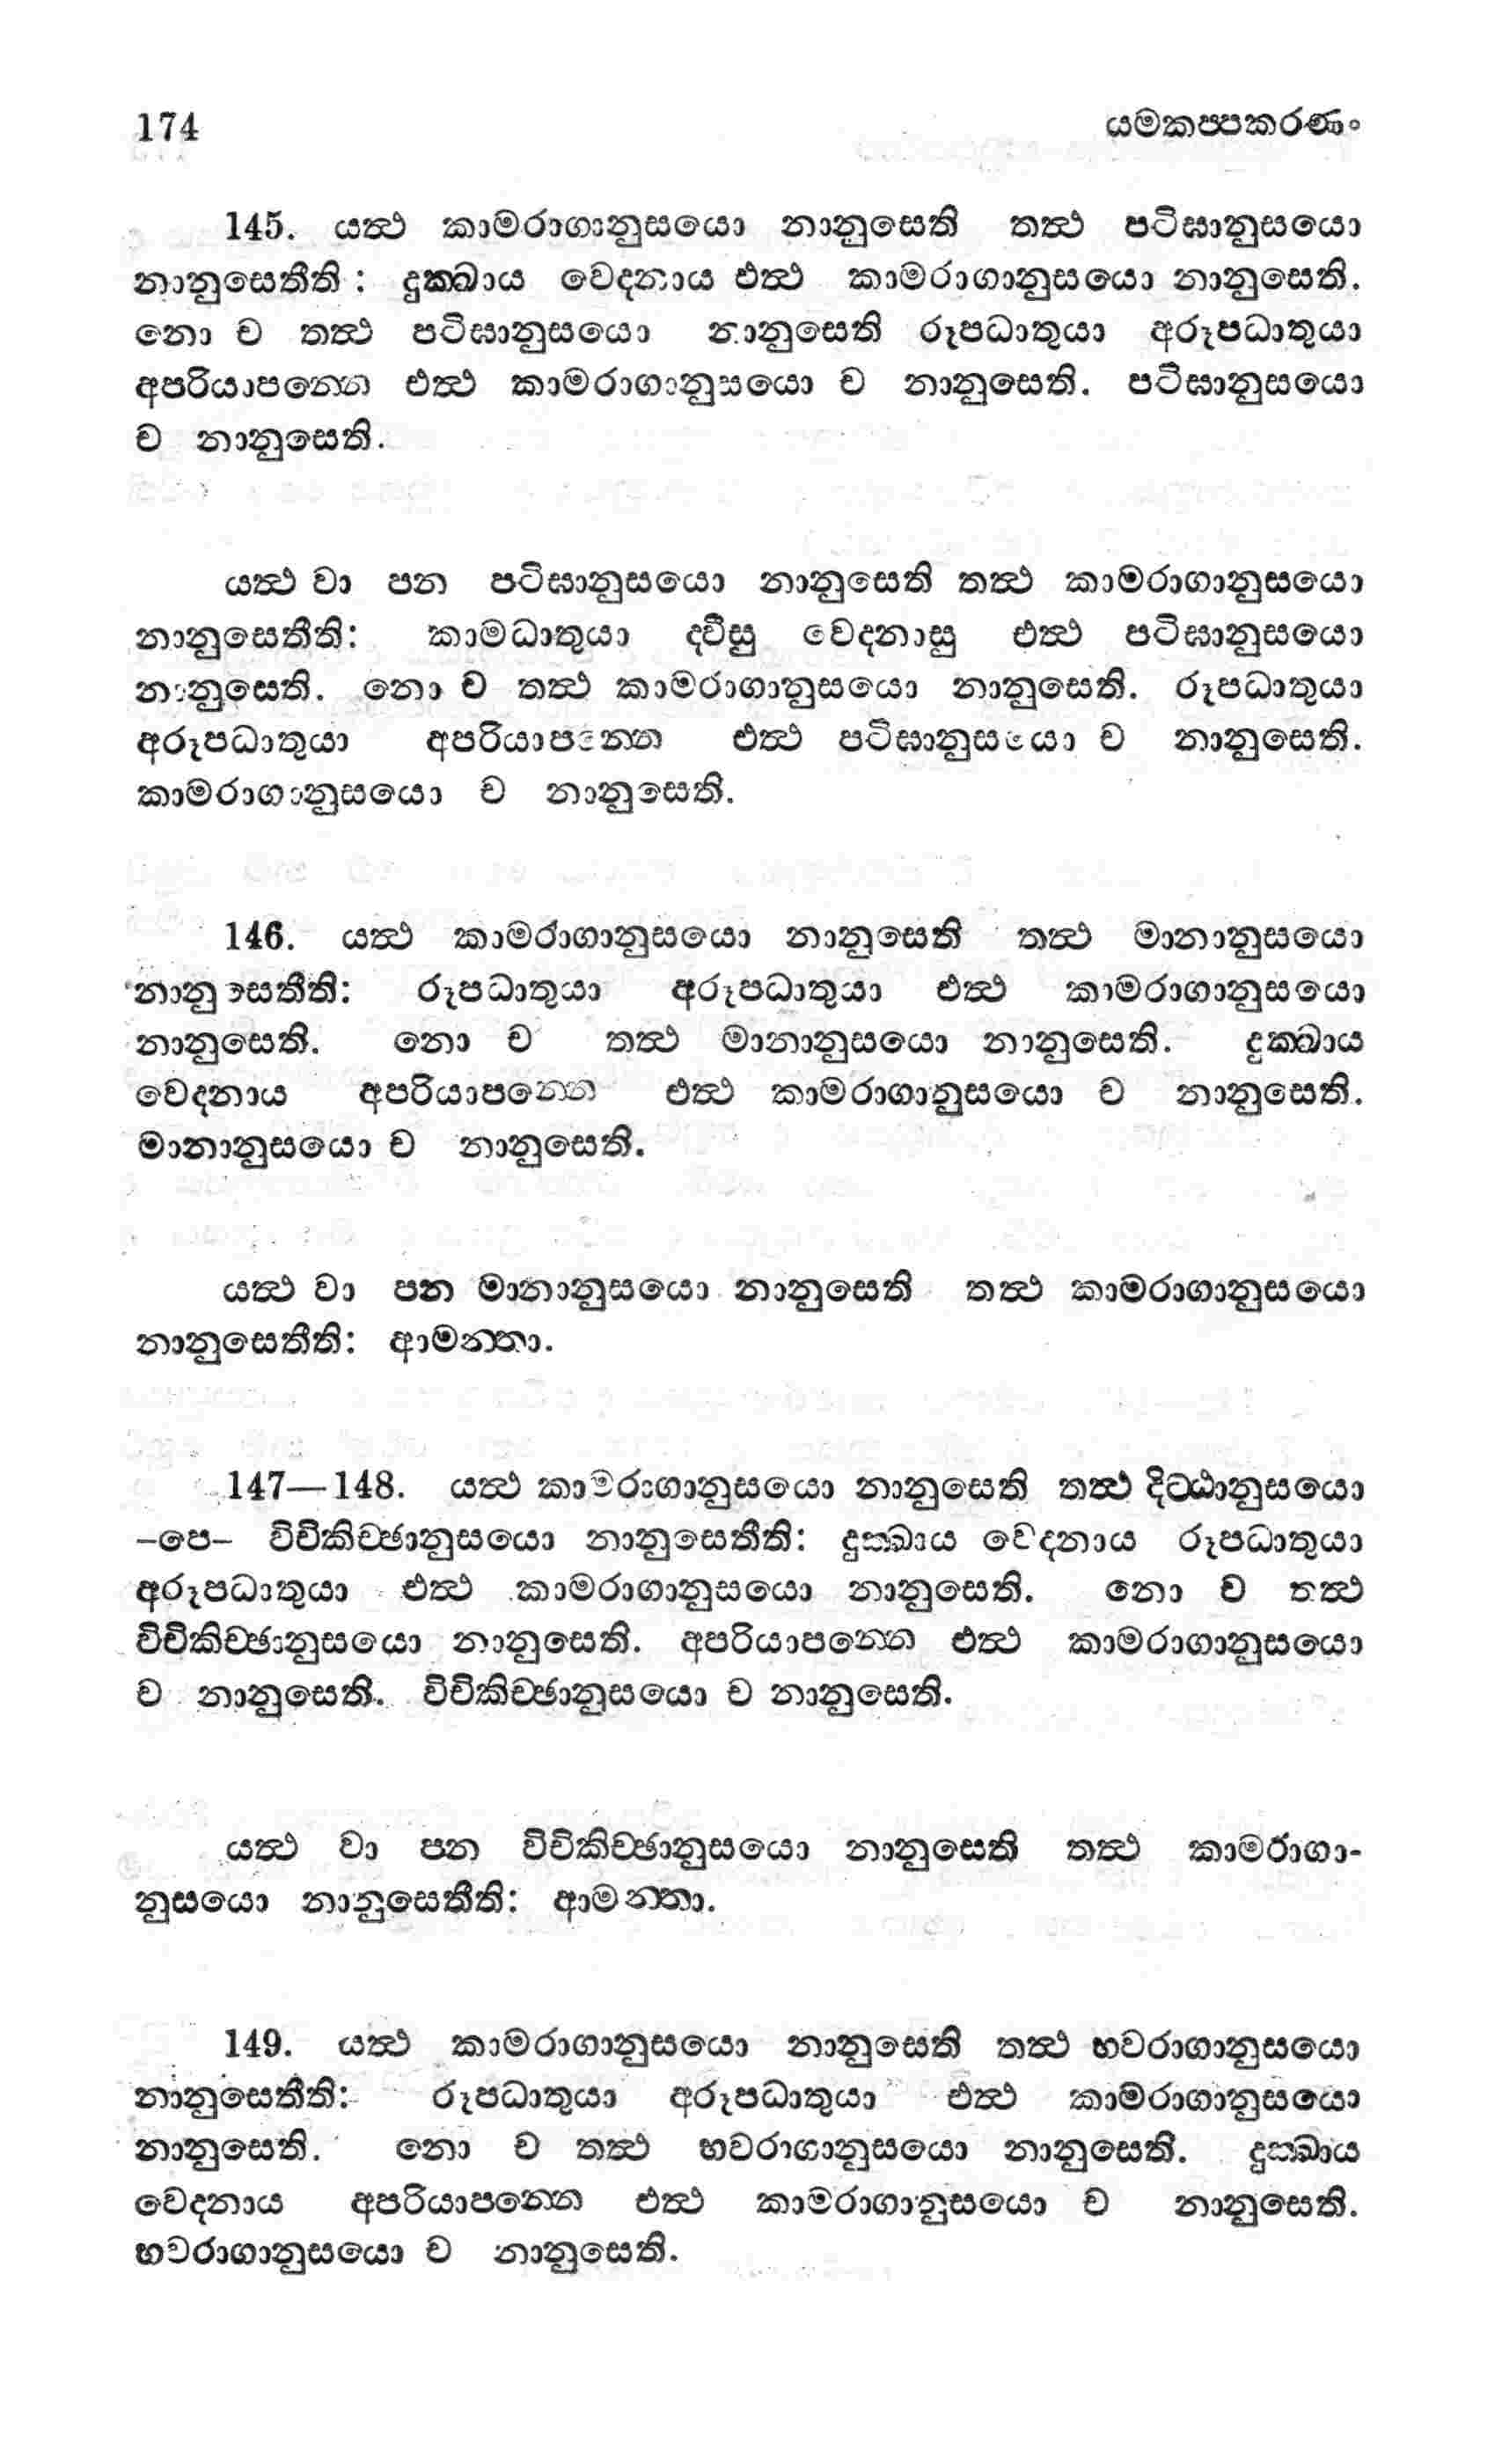 174 යමකප්පකරණං
145. යත්ථ කාමරාගානුසයො නානුසෙති තත්ථ පටිඝානුසයො
නානුසෙතීති : දුක්ඛාය වෙදනාය එත්ථ කාමරාගානුසයො නානුසෙති.
නො ච තත්ථ පටිඝානුසයො නානුසෙති රූපධාතුයා අරූපධාතුයා
අපරියාපන්නෙ එත්ථ කාමරාගානුසයො ච නානුසෙති. පටිඝානුසයො
ච නානුසෙති.
යත්ථ වා පන පටිඝානුසයො නානුසෙති තත්ථ කාමරාගානුසයො
නානුසෙතීති: කාමධාතුයා ද්වීසු වෙදනාසු එත්ථ පටිඝානුසයො
නානුසෙති. නො ච තත්ථ කාමරාගානුසයො නානුසෙති. රූපධාතුයා
අරූපධාතුයා අපරියාපන්නෙ එත්ථ පටිඝානුසයො ච නානුසෙති.
කාමරාගානුසයො ච නානුසෙති.
146. යත්ථ කාමරාගානුසයො නානුසෙති තත්ථ මානානුසයො
නානුසෙතීති: රූපධාතුයා අරූපධාතුයා එත්ථ කාමරාගානුසයො
නානුසෙති. නො ච තත්ථ මානානුසයො නානුසෙති. දුක්ඛාය
වෙදනාය අපරියාපන්නෙ එත්ථ කාමරාගානුසයො ච නානුසෙති.
මානානුසයො ච නානුසෙති.
යත්ථ වා පන මානානුසයො නානුසෙති තත්ථ කාමරාගානුසයො
නානුසෙතීති: ආමන්තා.
147—148. යත්ථ කාමරාගානුසයො නානුසෙති තත්ථ දිට්ඨානුසයො
–පෙ– විචිකිච්ඡානුසයො නානුසෙතීති: දුක්ඛාය වෙදනාය රූපධාතුයා
අරූපධාතුයා එත්ථ කාමරාගානුසයො නානුසෙති. නො ච තත්ථ
විචිකිච්ඡානුසයො නානුසෙති. අපරියාපන්නෙ එත්ථ කාමරාගානුසයො
ච නානුසෙති. විචිකිච්ඡානුසයො ච නානුසෙති.
යත්ථ වා පන විචිකිච්ඡානුසයො නානුසෙති තත්ථ කාමරාගා-
නුසයො නානුසෙතීති: ආමන්තා.
149. යත්ථ කාමරාගානුසයො නානුසෙති තත්ථ භවරාගානුසයො
නානුසෙතීති: රූපධාතුයා අරූපධාතුයා එත්ථ කාමරාගානුසයො
නානුසෙති. නො ච තත්ථ භවරාගානුසයො නානුසෙති. දුක්ඛාය
වෙදනාය අපරියාපන්නෙ එත්ථ කාමරාගානුසයො ච නානුසෙති.
භවරාගානුසයො ච නානුසෙති.